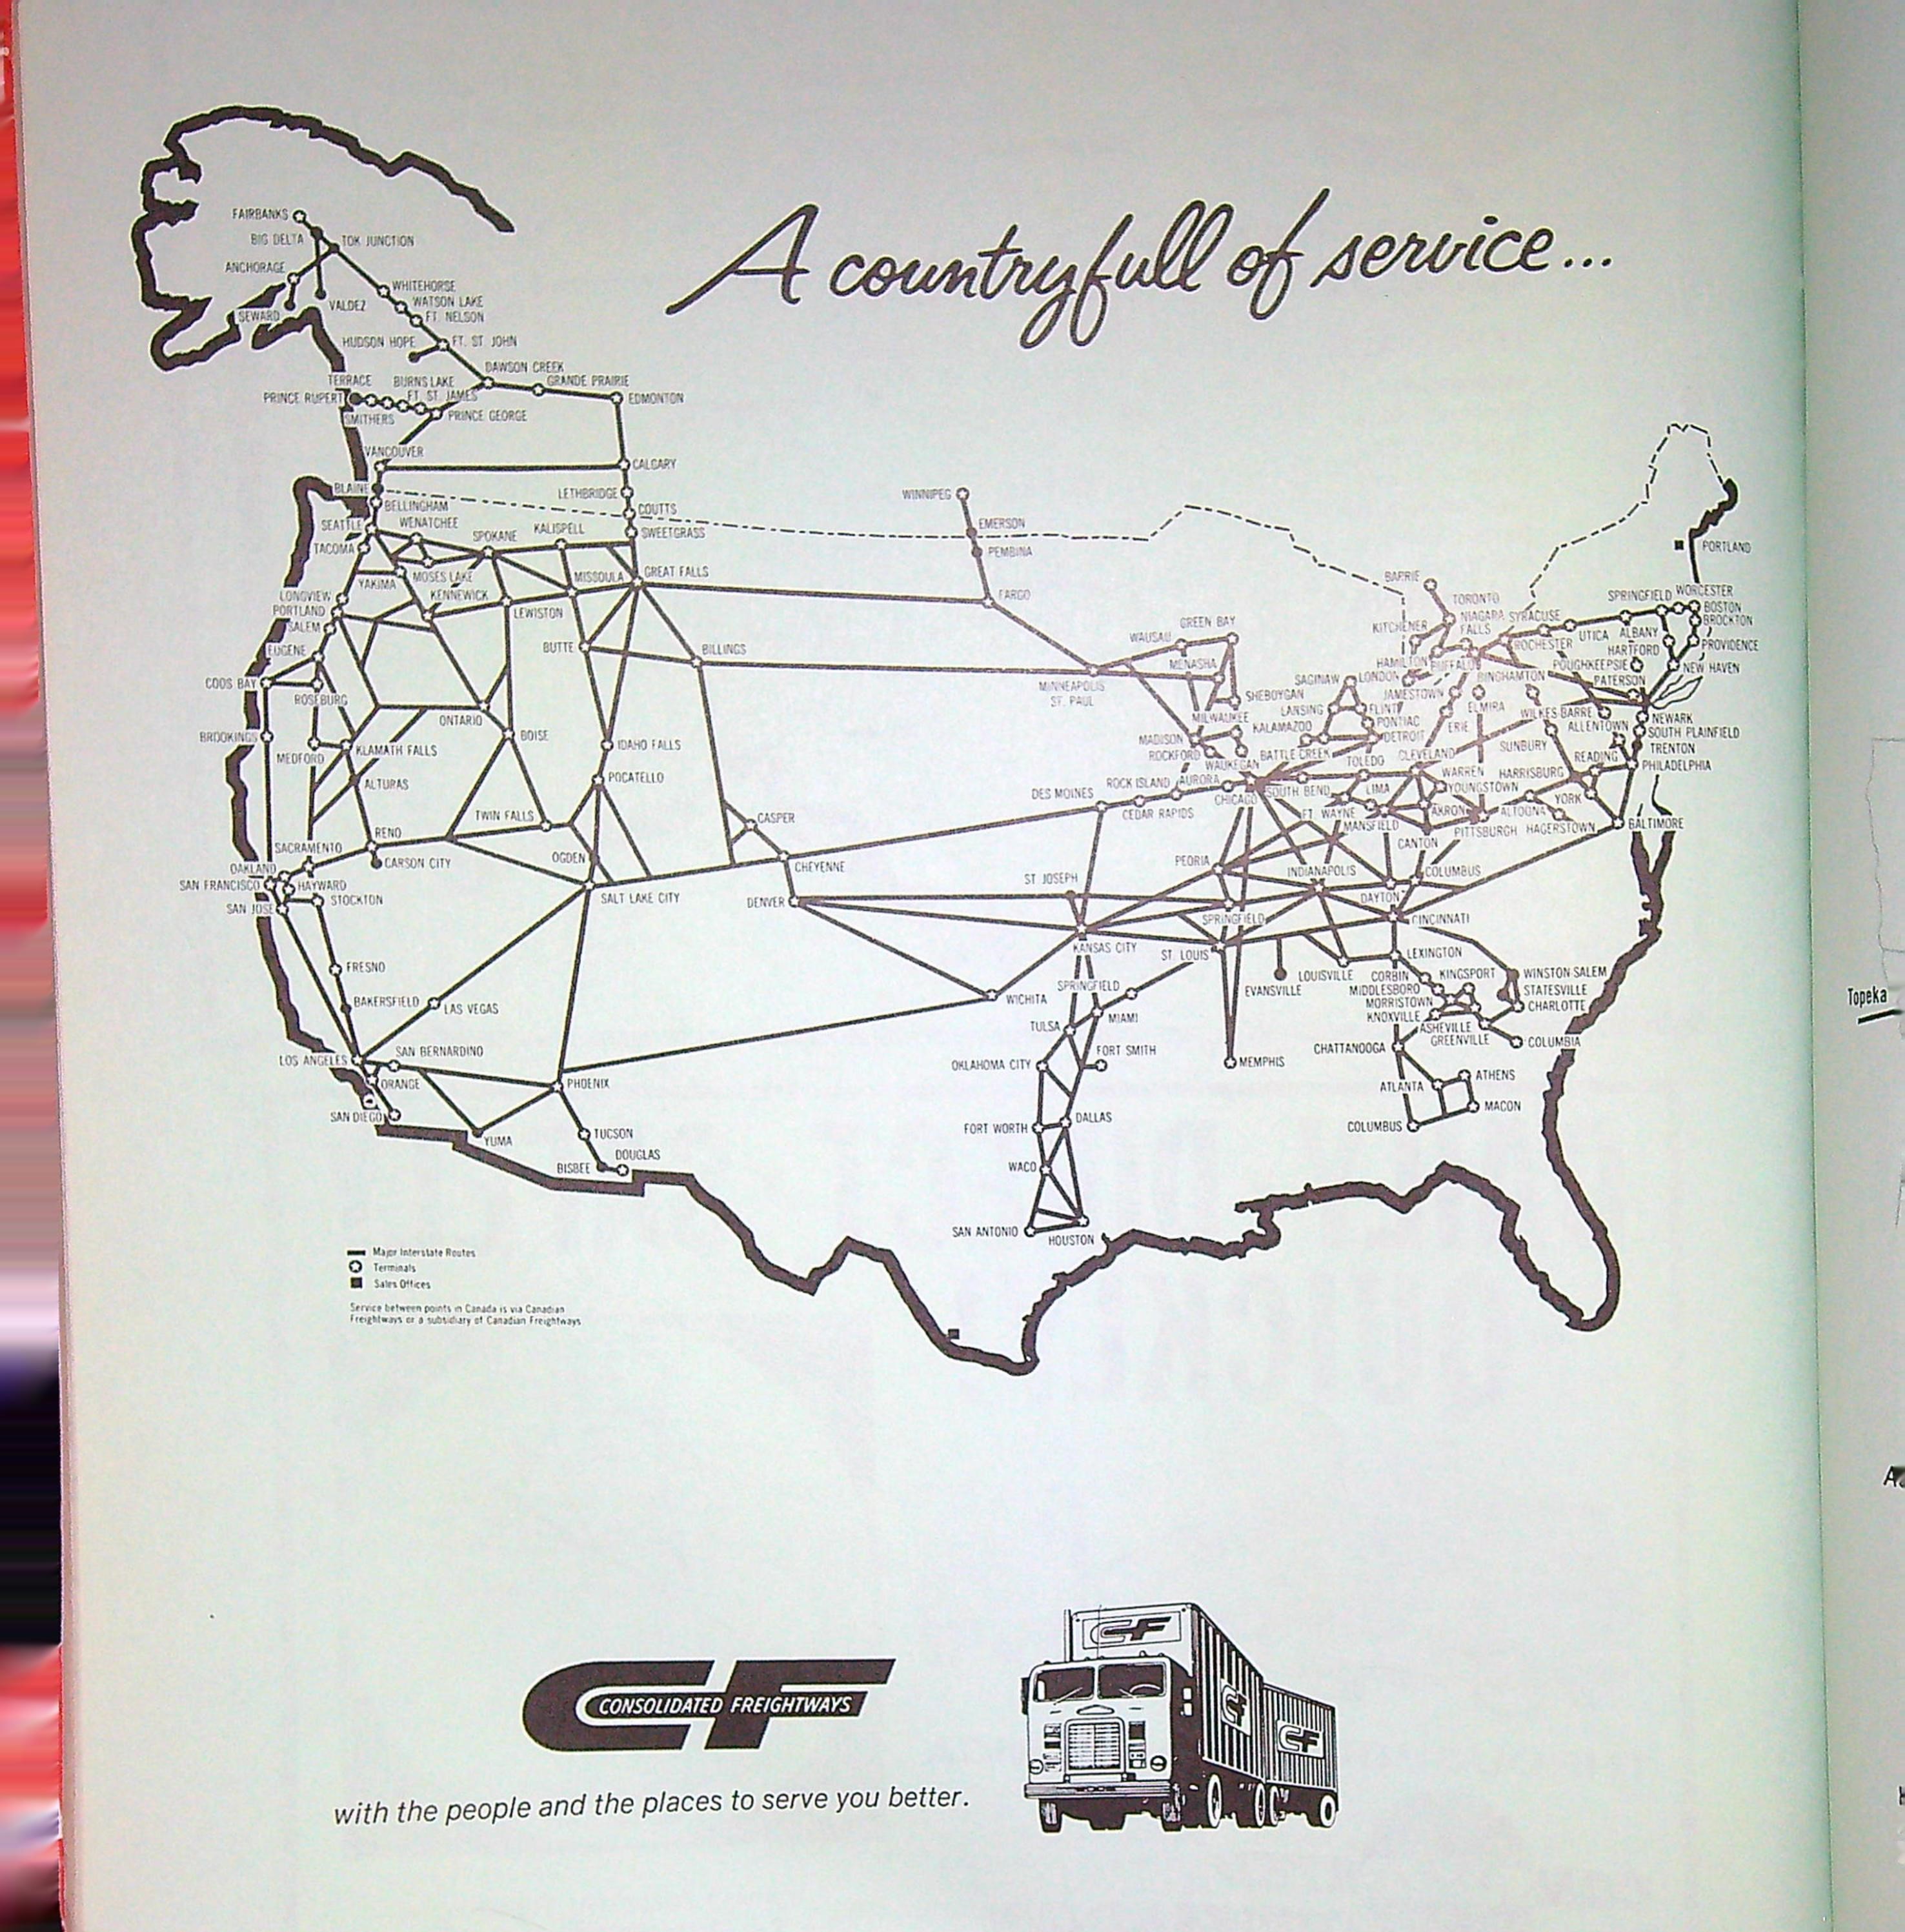 A countryfull of service...
FAIRBANKS
BIG DELTA
TOK JUNCTION
ANCHORAGE
WHITEHORSE
WATSON LAKE
VALDEZ
SEWARD
FT. NELSON
HUDSON HOPE
FT. ST. JOHN
DAWSON CREEK
TERRACE
BURNS LAKE
GRANDE PRAIRIE
PRINCE RUPERT
FT. ST. JAMES
EDMONTON
SMITHERS
PRINCE GEORGE
VANCOUVER
CALGARY
BLAINE
LETHBRIDGE
WINNIPEG
BELLINGHAM
COUTTS
SEATTLE
WENATCHEE
SPOKANE
KALISPELL
SWEETGRASS
EMERSON
TACOMA
PEMBINA
PORTLAND
YAKIMA
MOSES LAKE
MISSOULA
GREAT FALLS
BARRIE
LONGVIEW
KENNEWICK
FARGO
TORONTO
SPRINGFIELD
WORCESTER
PORTLAND
LEWISTON
NIAGARA FALLS
SYRACUSE
BOSTON
SALEM
GREEN BAY
KITCHENER
BROCKTON
EUGENE
BUTTE
BILLINGS
WAUSAU
ROCHESTER
UTICA
ALBANY
HARTFORD
PROVIDENCE
MENASHA
HAMILTON
BUFFALO
POUGHKEEPSIE
NEW HAVEN
COOS BAY
ROSEBURG
MINNEAPOLIS
ST. PAUL
SAGINAW
LONDON
BINGHAMTON
PATERSON
SHEBOYGAN
JAMESTOWN
LANSING
FLINT
ELMIRA
WILKES BARRE
NEWARK
ONTARIO
MILWAUKEE
KALAMAZOO
PONTIAC
ERIE
ALLENTOWN
SOUTH PLAINFIELD
BROOKINGS
BOISE
IDAHO FALLS
MADISON
DETROIT
SUNBURY
TRENTON
MEDFORD
KLAMATH FALLS
ROCKFORD
BATTLE CREEK
CLEVELAND
READING
PHILADELPHIA
WAUKEGAN
TOLEDO
ALTURAS
POCATELLO
ROCK ISLAND
AURORA
WARREN
HARRISBURG
DES MOINES
CHICAGO
SOUTH BEND
LIMA
YOUNGSTOWN
YORK
CEDAR RAPIDS
TWIN FALLS
CASPER
FT. WAYNE
AKRON
ALTOONA
MANSFIELD
PITTSBURGH
HAGERSTOWN
BALTIMORE
RENO
SACRAMENTO
CANTON
OAKLAND
CARSON CITY
OGDEN
CHEYENNE
PEORIA
SAN FRANCISCO
HAYWARD
ST JOSEPH
INDIANAPOLIS
COLUMBUS
SAN JOSE
STOCKTON
SALT LAKE CITY
DENVER
DAYTON
SPRINGFIELD
CINCINNATI
KANSAS CITY
ST. LOUIS
LEXINGTON
FRESNO
LOUISVILLE
CORBIN
KINGSPORT
WINSTON SALEM
SPRINGFIELD
EVANSVILLE
MIDDLESBORO
STATESVILLE
BAKERSFIELD
LAS VEGAS
WICHITA
MORRISTOWN
CHARLOTTE
MIAMI
KNOXVILLE
TULSA
ASHEVILLE
GREENVILLE
COLUMBIA
LOS ANGELES
SAN BERNARDINO
FORT SMITH
CHATTANOOGA
OKLAHOMA CITY
MEMPHIS
ORANGE
PHOENIX
ATLANTA
ATHENS
SAN DIEGO
MACON
FORT WORTH
DALLAS
COLUMBUS
YUMA
TUCSON
BISBEE
DOUGLAS
WACO
SAN ANTONIO
HOUSTON
Major Interstate Routes
Terminals
Sales Offices
Service between points in Canada is via Canadian
Freightways or a subsidiary of Canadian Freightways
Topeka
CF
CONSOLIDATED FREIGHTWAYS
with the people and the places to serve you better.
CF
CF
CF